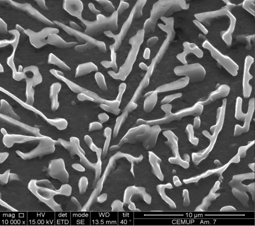 mag HV det mode WD tilt 10 µm
10 000 x 15.00 kV ETD SE 13.5 mm 40 ° CEMUP Am. 7